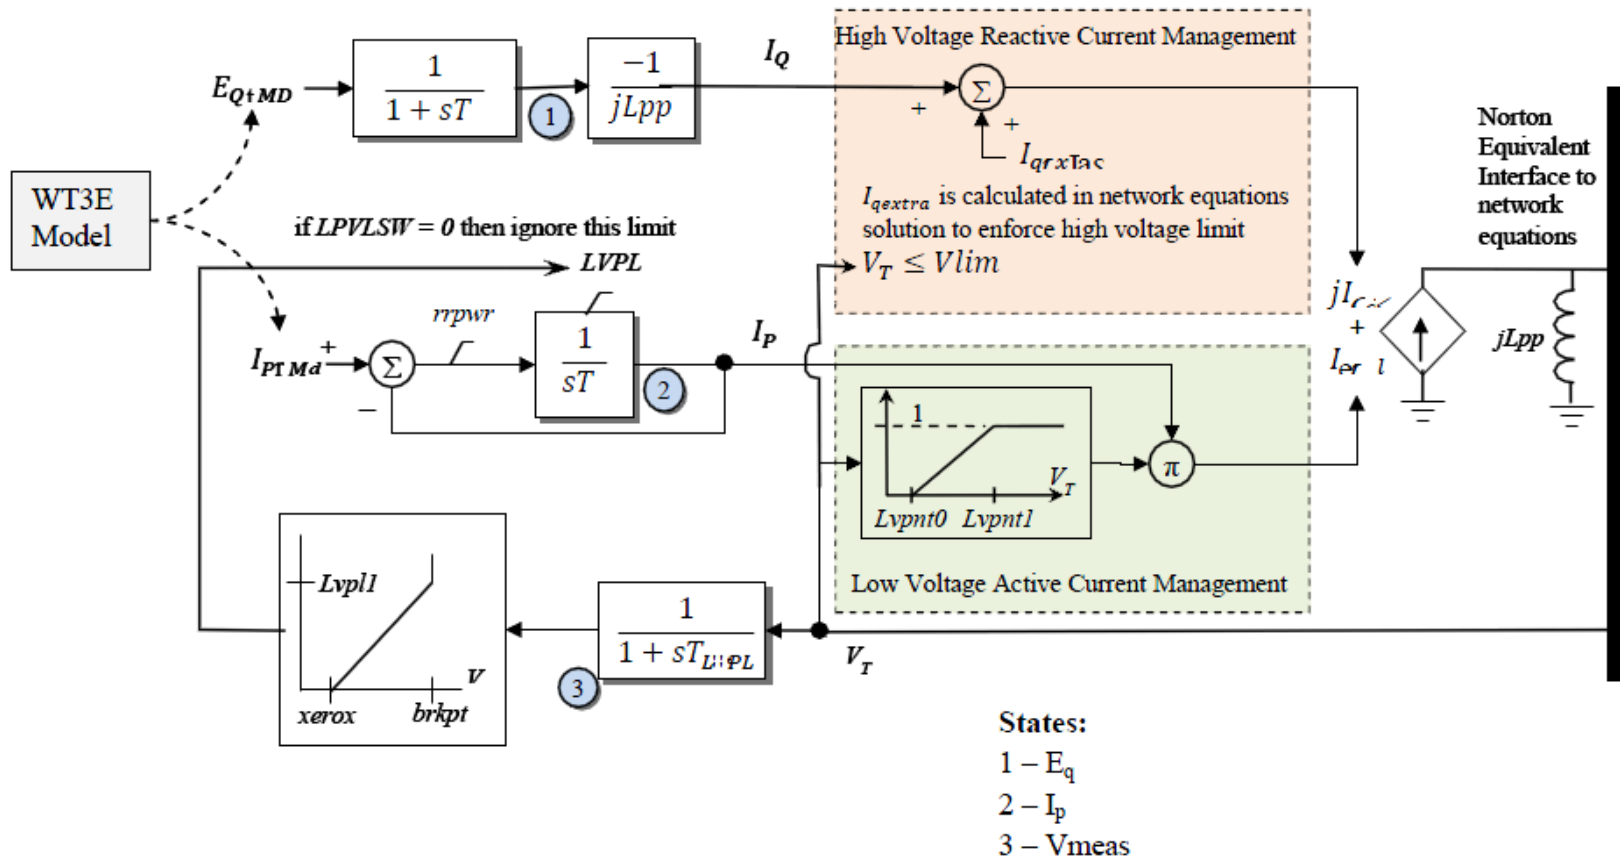 High Voltage Reactive Current Management
1
1 + sT
-1
jLpp
I_Q
E_QtMD
1
Σ
+
+
Norton
Equivalent
Interface to
network
equations
WT3E
Model
I_qextra is calculated in network equations
solution to enforce high voltage limit
V_T ≤ Vlim
if LPVLSW = 0 then ignore this limit
LVPL
rrpwr
1
sT
I_P
2
+
Σ
−
+
jLpp
1
V_T
Lvpnt0
Lvpnt1
π
Low Voltage Active Current Management
Lvpl1
V
xerox
brkpt
1
3
V_T
States:
1 – E_q
2 – I_p
3 – Vmeas